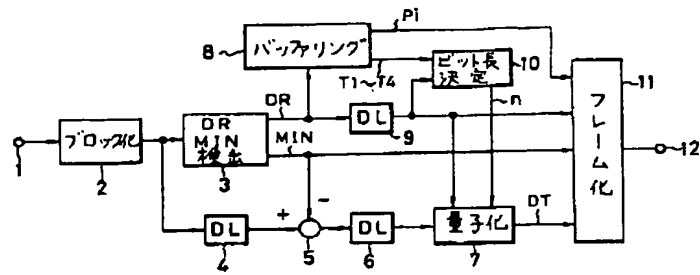 Pi
8
バッファリング
T1~T4
ビット長
決定
10
11
DR
n
DL
9
1
ブロック化
2
DR
MIN
検出
3
MIN
フレーム化
12
DL
4
+
-
5
DL
6
量子化
7
DT